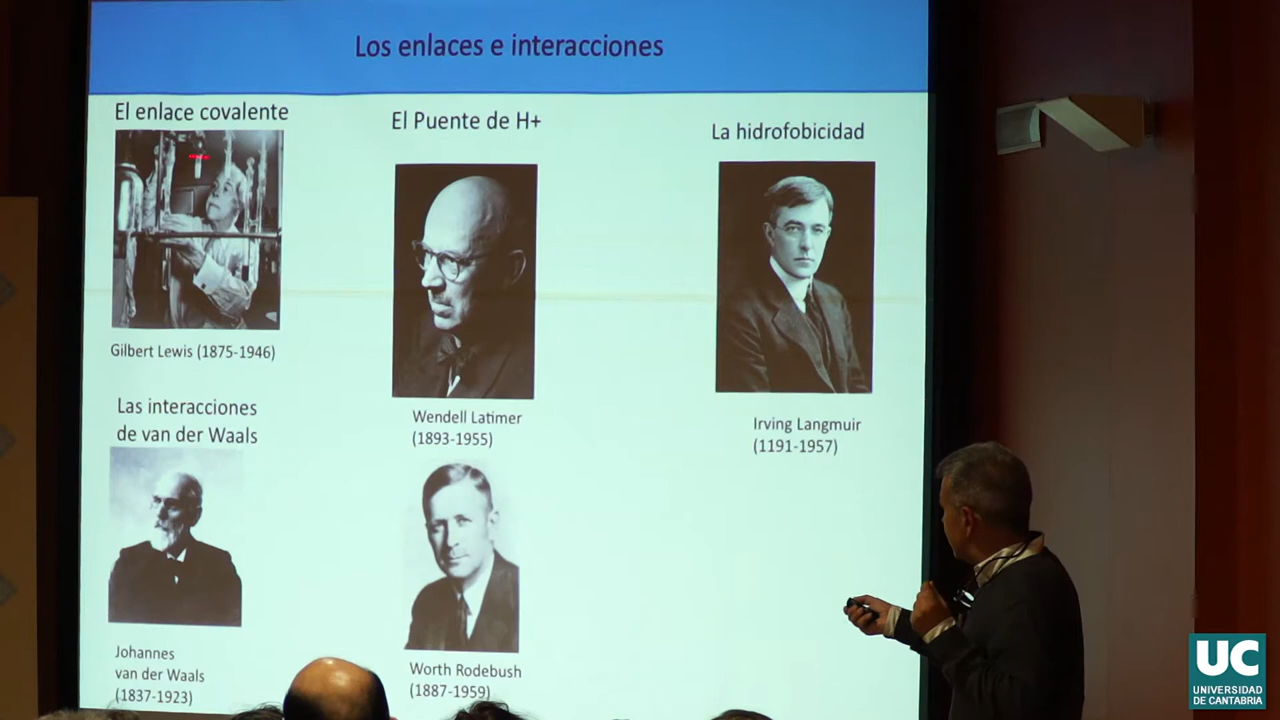 Los enlaces e interacciones
El enlace covalente
Gilbert Lewis (1875-1946)
Las interacciones
de van der Waals
Johannes
van der Waals
(1837-1923)
El Puente de H+
Wendell Latimer
(1893-1955)
Worth Rodebush
(1887-1959)
La hidrofobicidad
Irving Langmuir
(1191-1957)
UC
UNIVERSIDAD
DE CANTABRIA